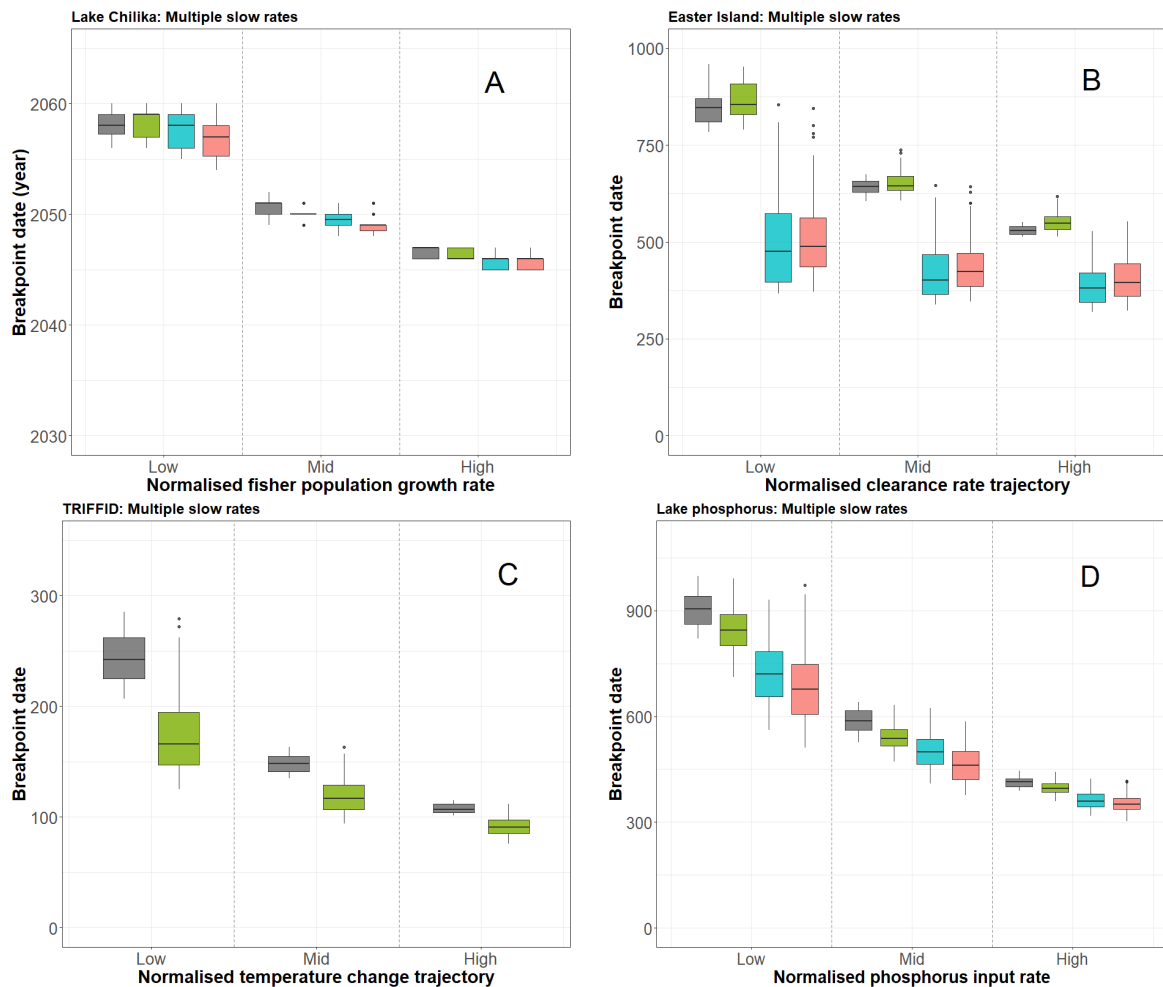 Lake Chilika: Multiple slow rates
A
Breakpoint date (year)
2060
2050
2040
2030
Low Mid High
Normalised fisher population growth rate
Easter Island: Multiple slow rates
B
Breakpoint date
1000
750
500
250
0
Low Mid High
Normalised clearance rate trajectory
TRIFFID: Multiple slow rates
C
Breakpoint date
300
200
100
0
Low Mid High
Normalised temperature change trajectory
Lake phosphorus: Multiple slow rates
D
Breakpoint date
900
600
300
0
Low Mid High
Normalised phosphorus input rate